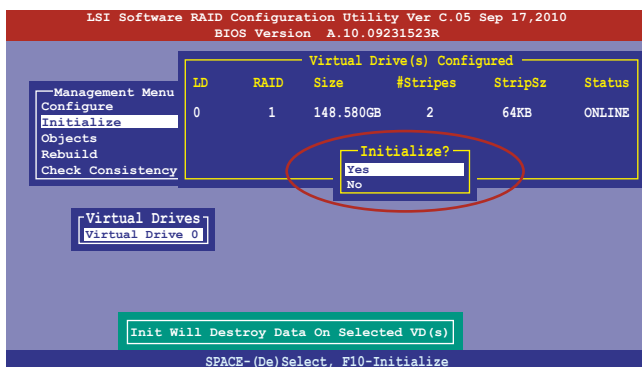 LSI Software RAID Configuration Utility Ver C.05 Sep 17,2010
BIOS Version A.10.09231523R
Virtual Drive(s) Configured
LD RAID Size #Stripes StripSz Status
0 1 148.580GB 2 64KB ONLINE
Management Menu
Configure
Initialize
Objects
Rebuild
Check Consistency
Initialize?
Yes
No
Virtual Drives
Virtual Drive 0
Init Will Destroy Data On Selected VD(s)
SPACE-(De)Select, F10-Initialize